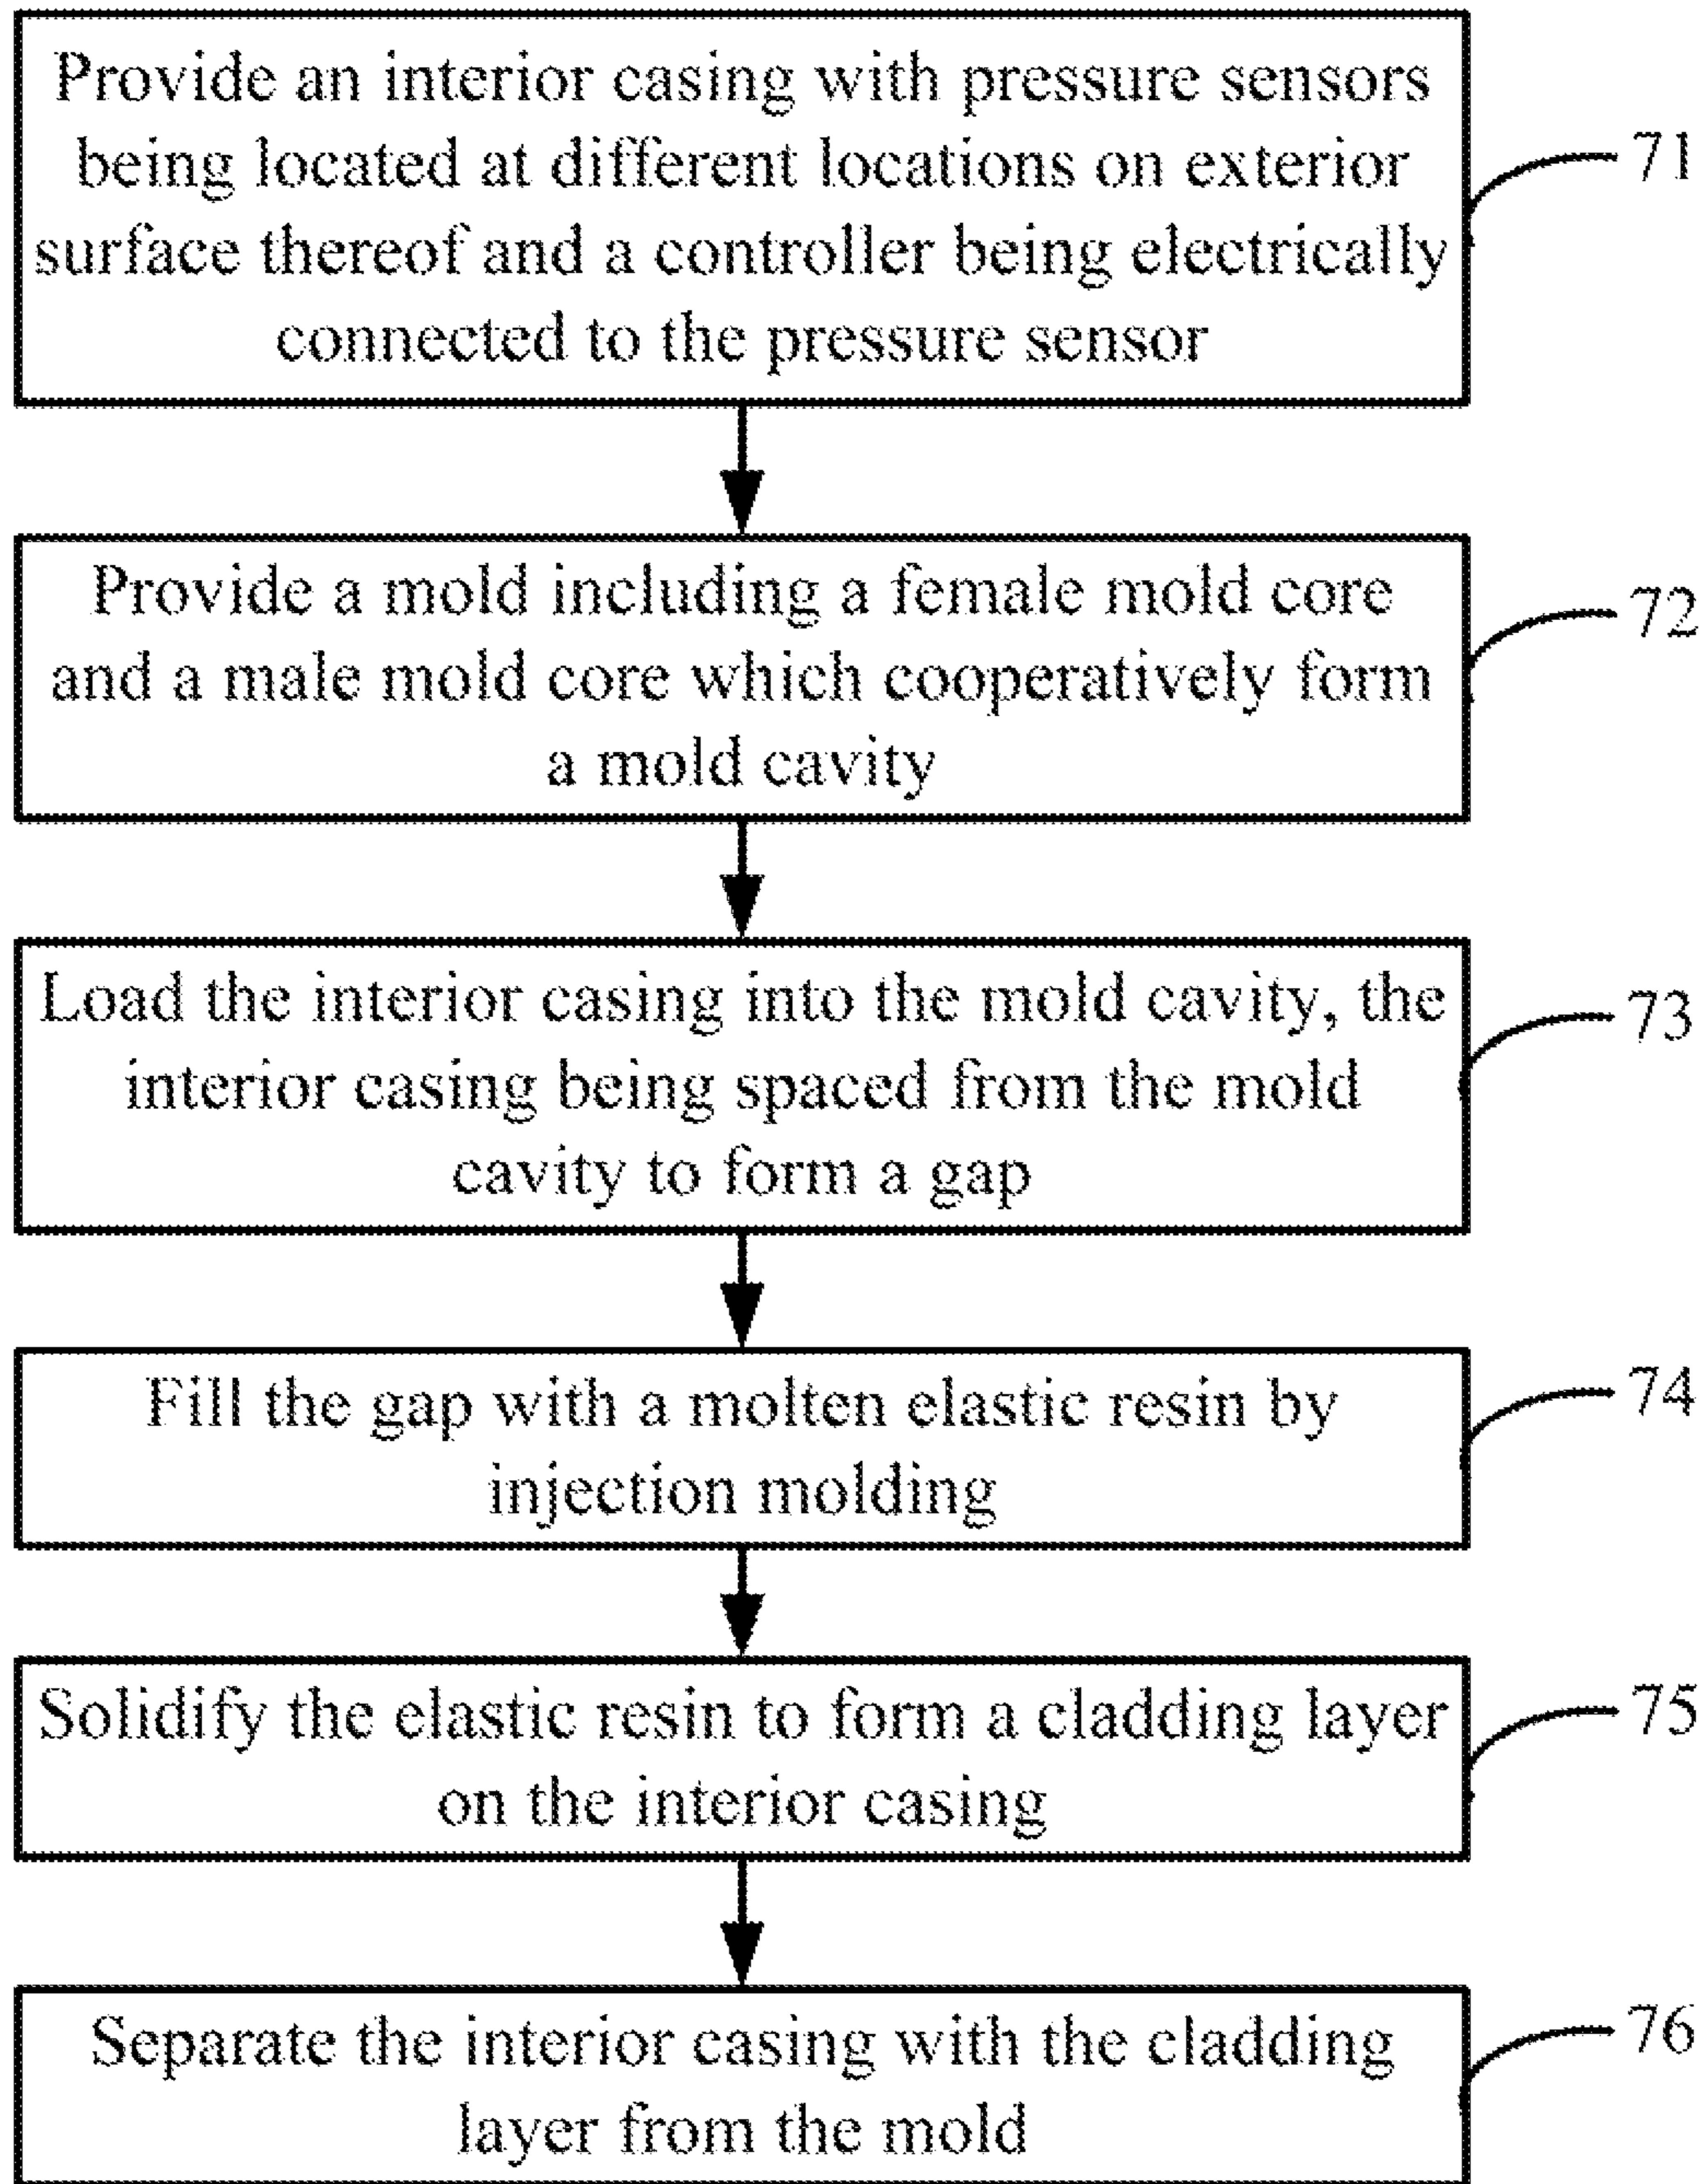 Provide an interior casing with pressure sensors
being located at different locations on exterior
surface thereof and a controller being electrically
connected to the pressure sensor
71
Provide a mold including a female mold core
and a male mold core which cooperatively form
a mold cavity
72
Load the interior casing into the mold cavity, the
interior casing being spaced from the mold
cavity to form a gap
73
Fill the gap with a molten elastic resin by
injection molding
74
Solidify the elastic resin to form a cladding layer
on the interior casing
75
Separate the interior casing with the cladding
layer from the mold
76